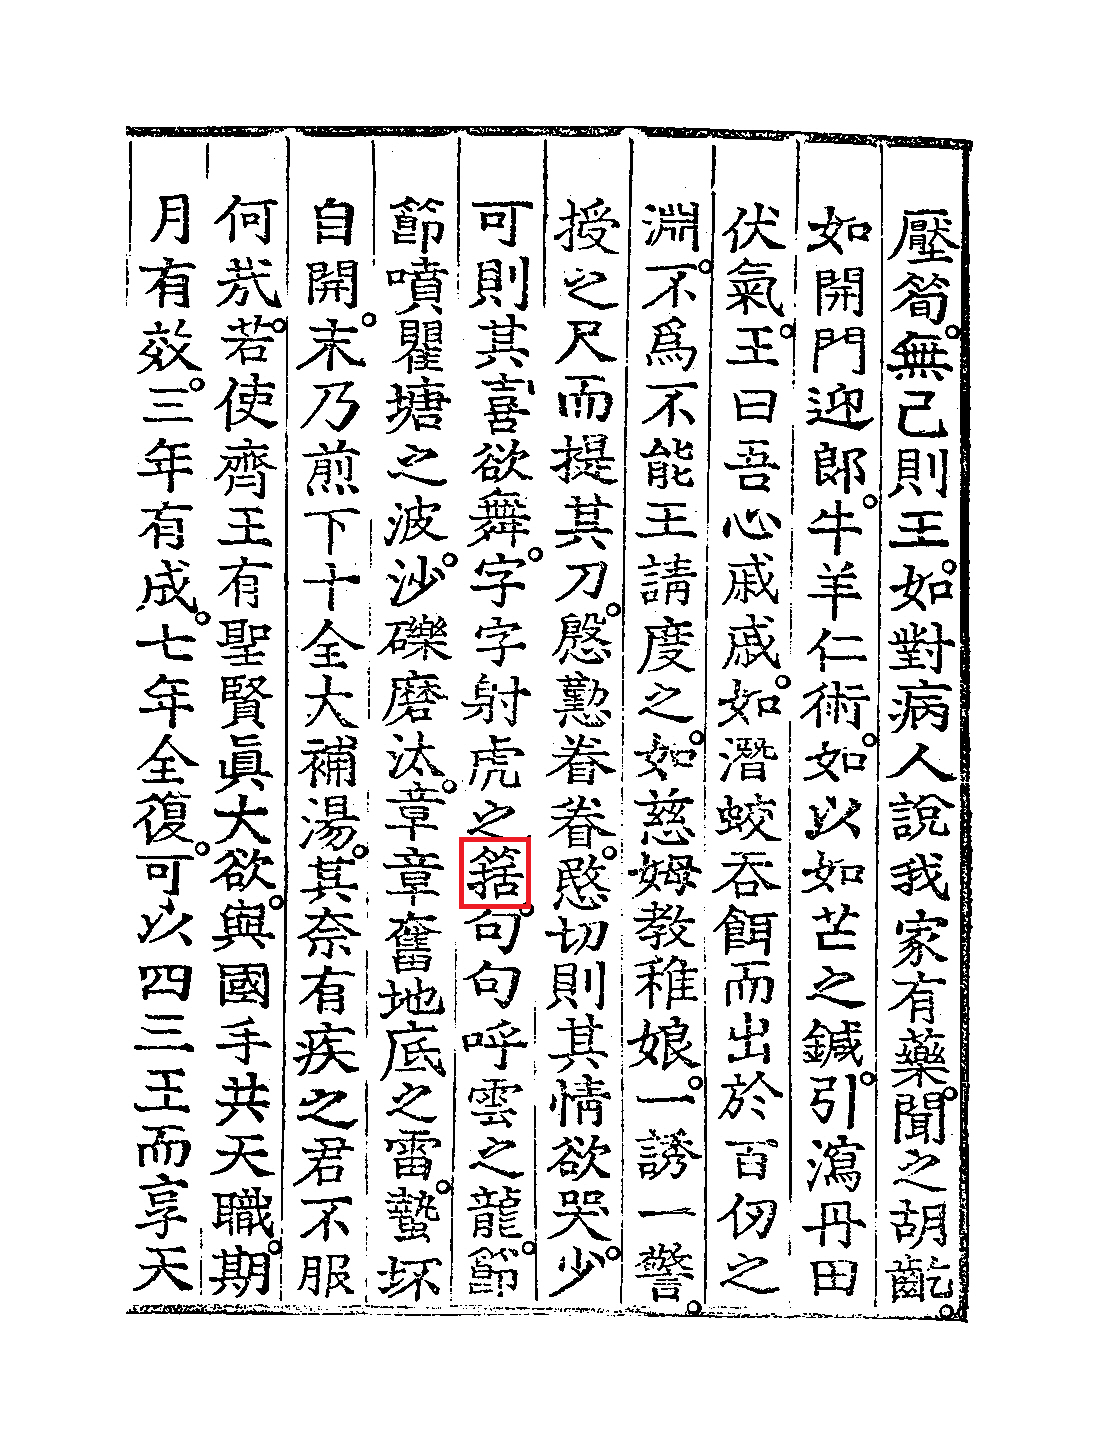 壓筍。無己則王。如對病人說我家有藥。聞之胡齕。
如開門迎郎。牛羊仁術。如以如芒之鍼。引瀉丹田
伏氣。王曰吾心戚戚。如潛蛟吞餌而出於百仞之
淵。不爲不能王請度之。如慈姆教稚娘。一誘一警。
授之尺而提其刀。慇懃眷眷。愍切則其情欲哭。少
可則其喜欲舞。字字射虎之。句句呼雲之龍。節
節噴瞿塘之波。沙礫磨汰。章章奮地底之雷。蟄坏
自開。末乃煎下十全大補湯。其奈有疾之君不服
何哉。若使齊王有聖賢眞大欲。與國手共天職。期
月有效。三年有成。七年全復。可以四三王而享天